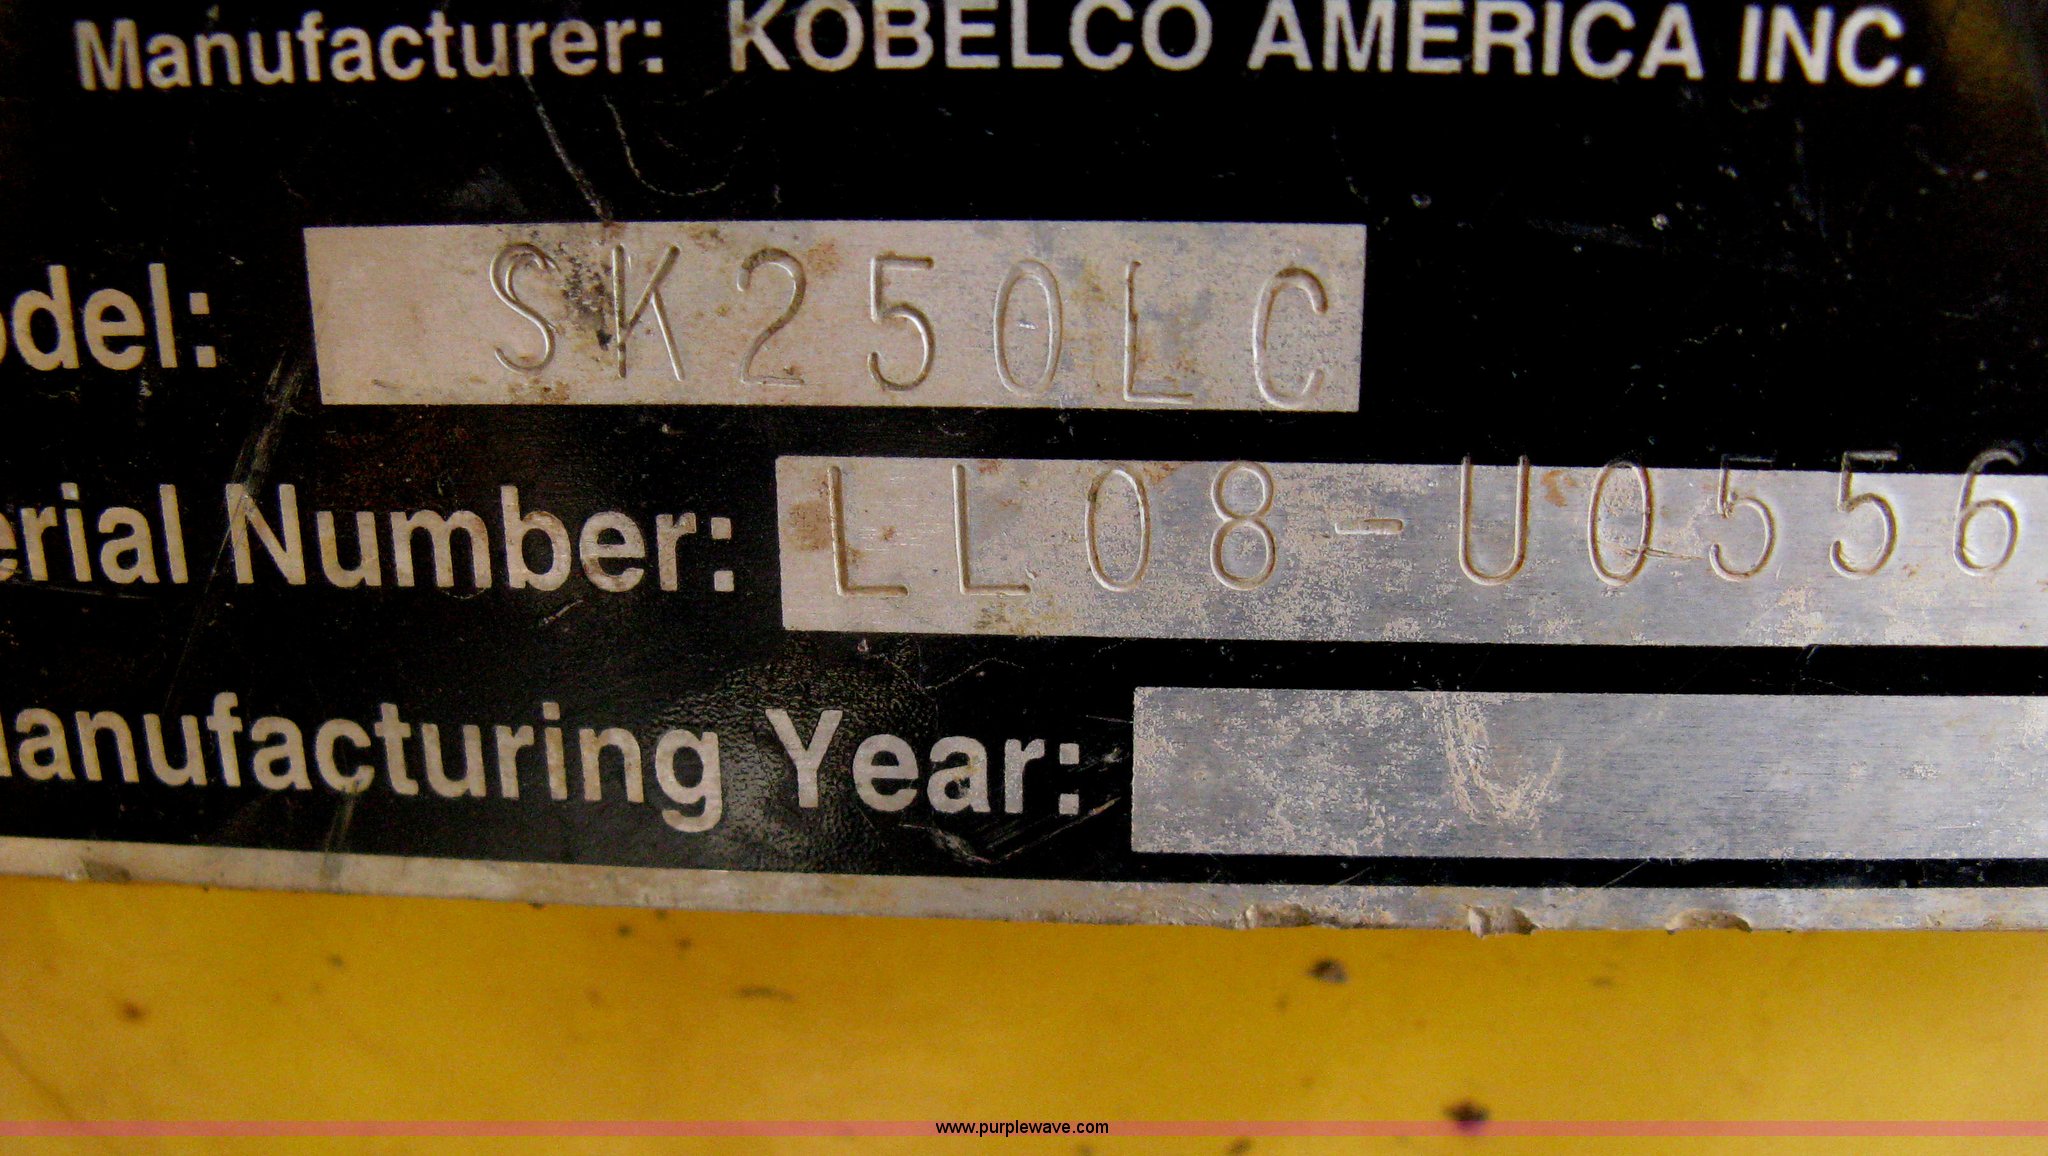 Manufacturer: KOBELCO AMERICA INC.
odel: SK250LC
erial Number: LL08-U0556
anufacturing Year:
www.purplewave.com